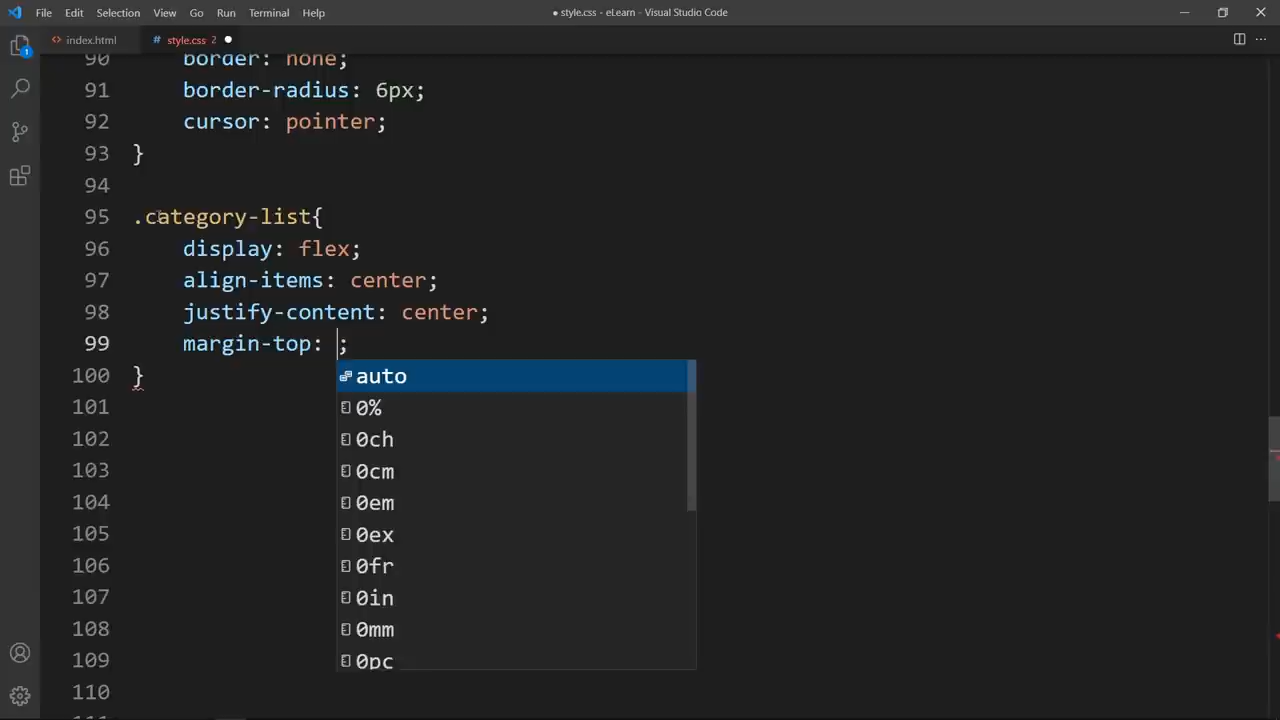 File Edit Selection View Go Run Terminal Help ● style.css - eLearn - Visual Studio Code
<> index.html # style.css 2 ●
1
90 border: none;
91 border-radius: 6px;
92 cursor: pointer;
93 }
94
95 .category-list{
96 display: flex;
97 align-items: center;
98 justify-content: center;
99 margin-top: ;
100 }
auto
101 0%
102 0ch
103 0cm
104 0em
105 0ex
106 0fr
107 0in
108 0mm
109 0pc
110